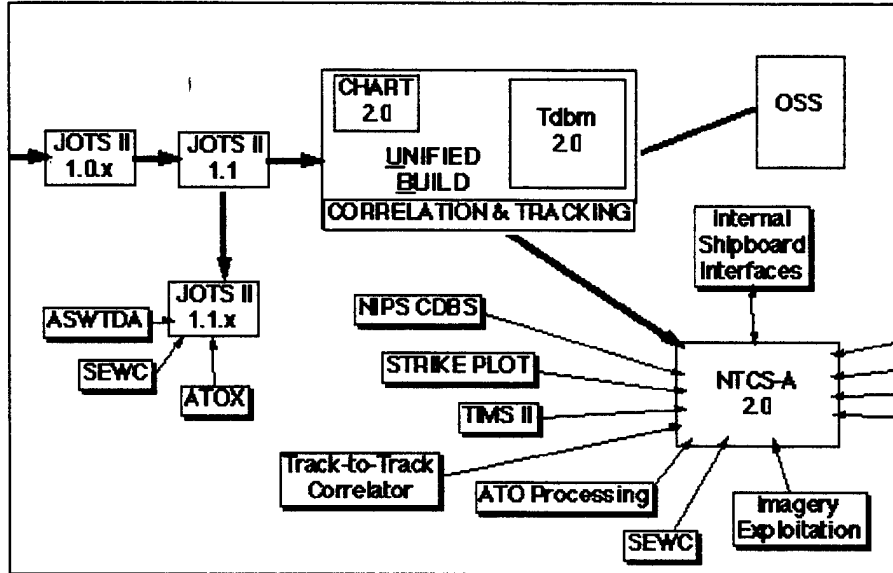 CHART
2.0
Tdbm
2.0
UNIFIED
BUILD
CORRELATION & TRACKING
OSS
JOTS II
1.0.x
JOTS II
1.1
JOTS II
1.1.x
ASWTDA
SEWC
ATOX
Internal
Shipboard
Interfaces
NIPS CDBS
STRIKE PLOT
TIMS II
Track-to-Track
Correlator
ATO Processing
SEWC
Imagery
Exploitation
NTCS-A
2.0